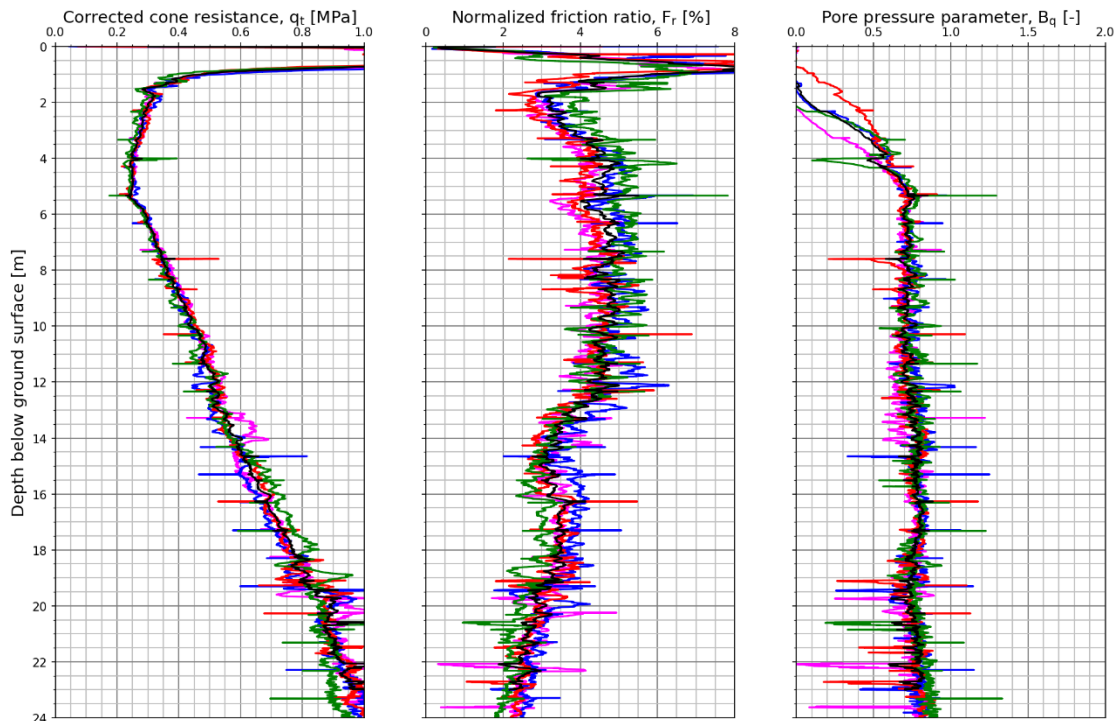 Corrected cone resistance, qt [MPa]
0.0 0.2 0.4 0.6 0.8 1.0
Normalized friction ratio, Fr [%]
2 4 6 8
Pore pressure parameter, Bq [-]
0.0 0.5 1.0 1.5 2.0
Depth below ground surface [m]
0
2
4
6
8
10
12
14
16
18
20
22
24